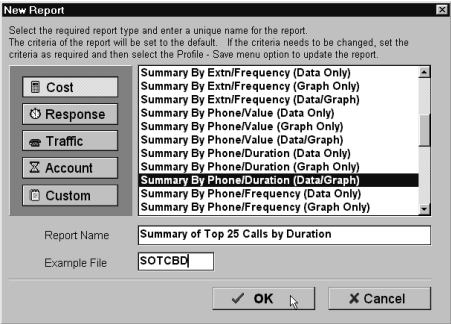 New Report
Select the required report type and enter a unique name for the report.
The criteria of the report will be set to the default. If the criteria needs to be changed, set the
criteria as required and then select the Profile - Save menu option to update the report.
Cost
Response
Traffic
Account
Custom
Summary By Extn/Frequency (Data Only)
Summary By Extn/Frequency (Graph Only)
Summary By Extn/Frequency (Data/Graph)
Summary By Phone/Value (Data Only)
Summary By Phone/Value (Graph Only)
Summary By Phone/Value (Data/Graph)
Summary By Phone/Duration (Data Only)
Summary By Phone/Duration (Graph Only)
Summary By Phone/Duration (Data/Graph)
Summary By Phone/Frequency (Data Only)
Summary By Phone/Frequency (Graph Only)
Report Name
Summary of Top 25 Calls by Duration
Example File
SOTCBD
OK
Cancel